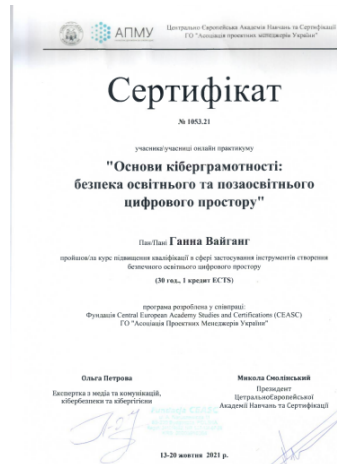 АПМУ
Центрально Європейська Академія Навчань та Сертифікації
ГО "Асоціація проектних менеджерів України"
Сертифікат
№ 1053.21
учасника/учасниці онлайн практикуму
"Основи кіберграмотності:
безпека освітнього та позаосвітнього
цифрового простору"
Пан/Пані Ганна Вайганг
пройшов/ла курс підвищення кваліфікації в сфері застосування інструментів створення
безпечного освітнього цифрового простору
(30 год., 1 кредит ECTS)
програма розроблена у співпраці:
Фундація Central European Academy Studies and Certifications (CEASC)
ГО "Асоціація Проектних Менеджерів України"
Ольга Петрова
Експертка з медіа та комунікацій,
кібербезпеки та кібергігієни
Микола Смолінський
Президент
ЦентральноЄвропейської
Академії Навчань та Сертифікації
13-20 жовтня 2021 р.